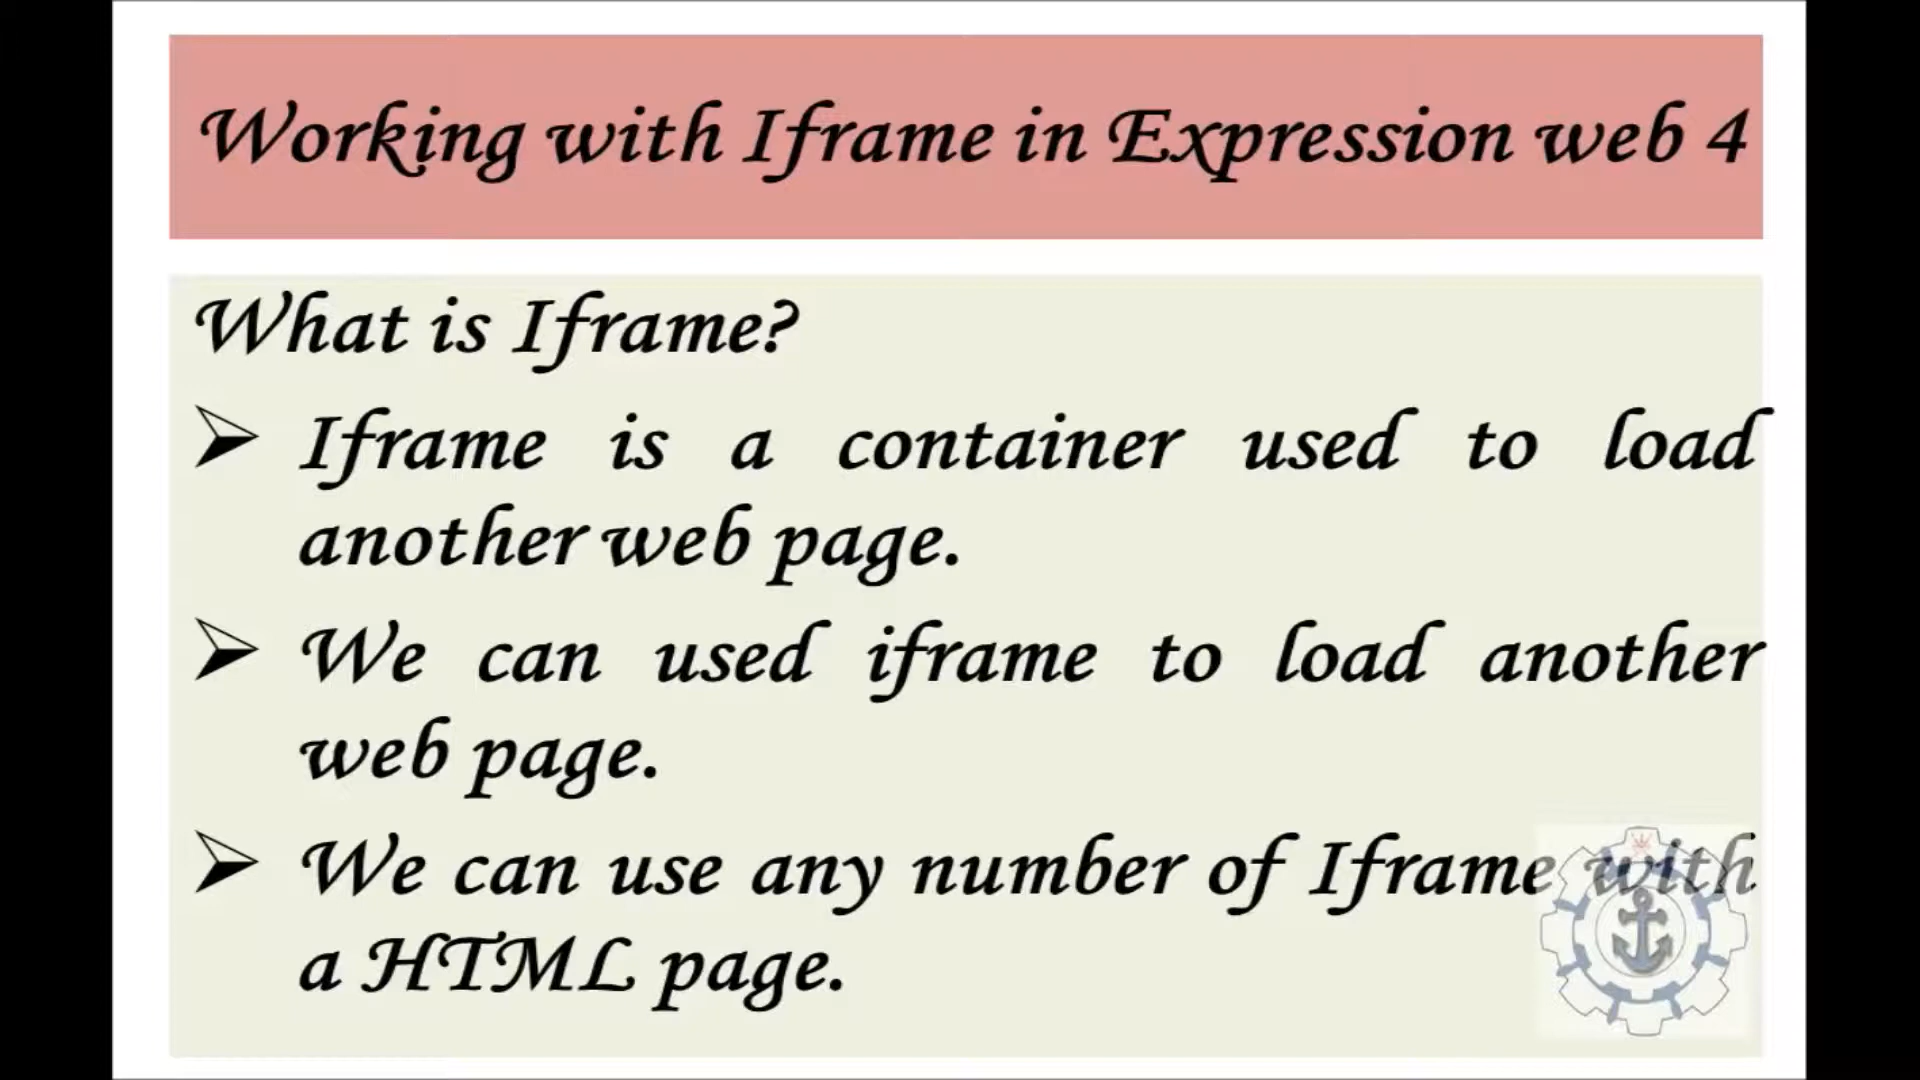 Working with Iframe in Expression web 4
What is Iframe?
➢ Iframe is a container used to load
another web page.
➢ We can used iframe to load another
web page.
➢ We can use any number of Iframe with
a HTML page.